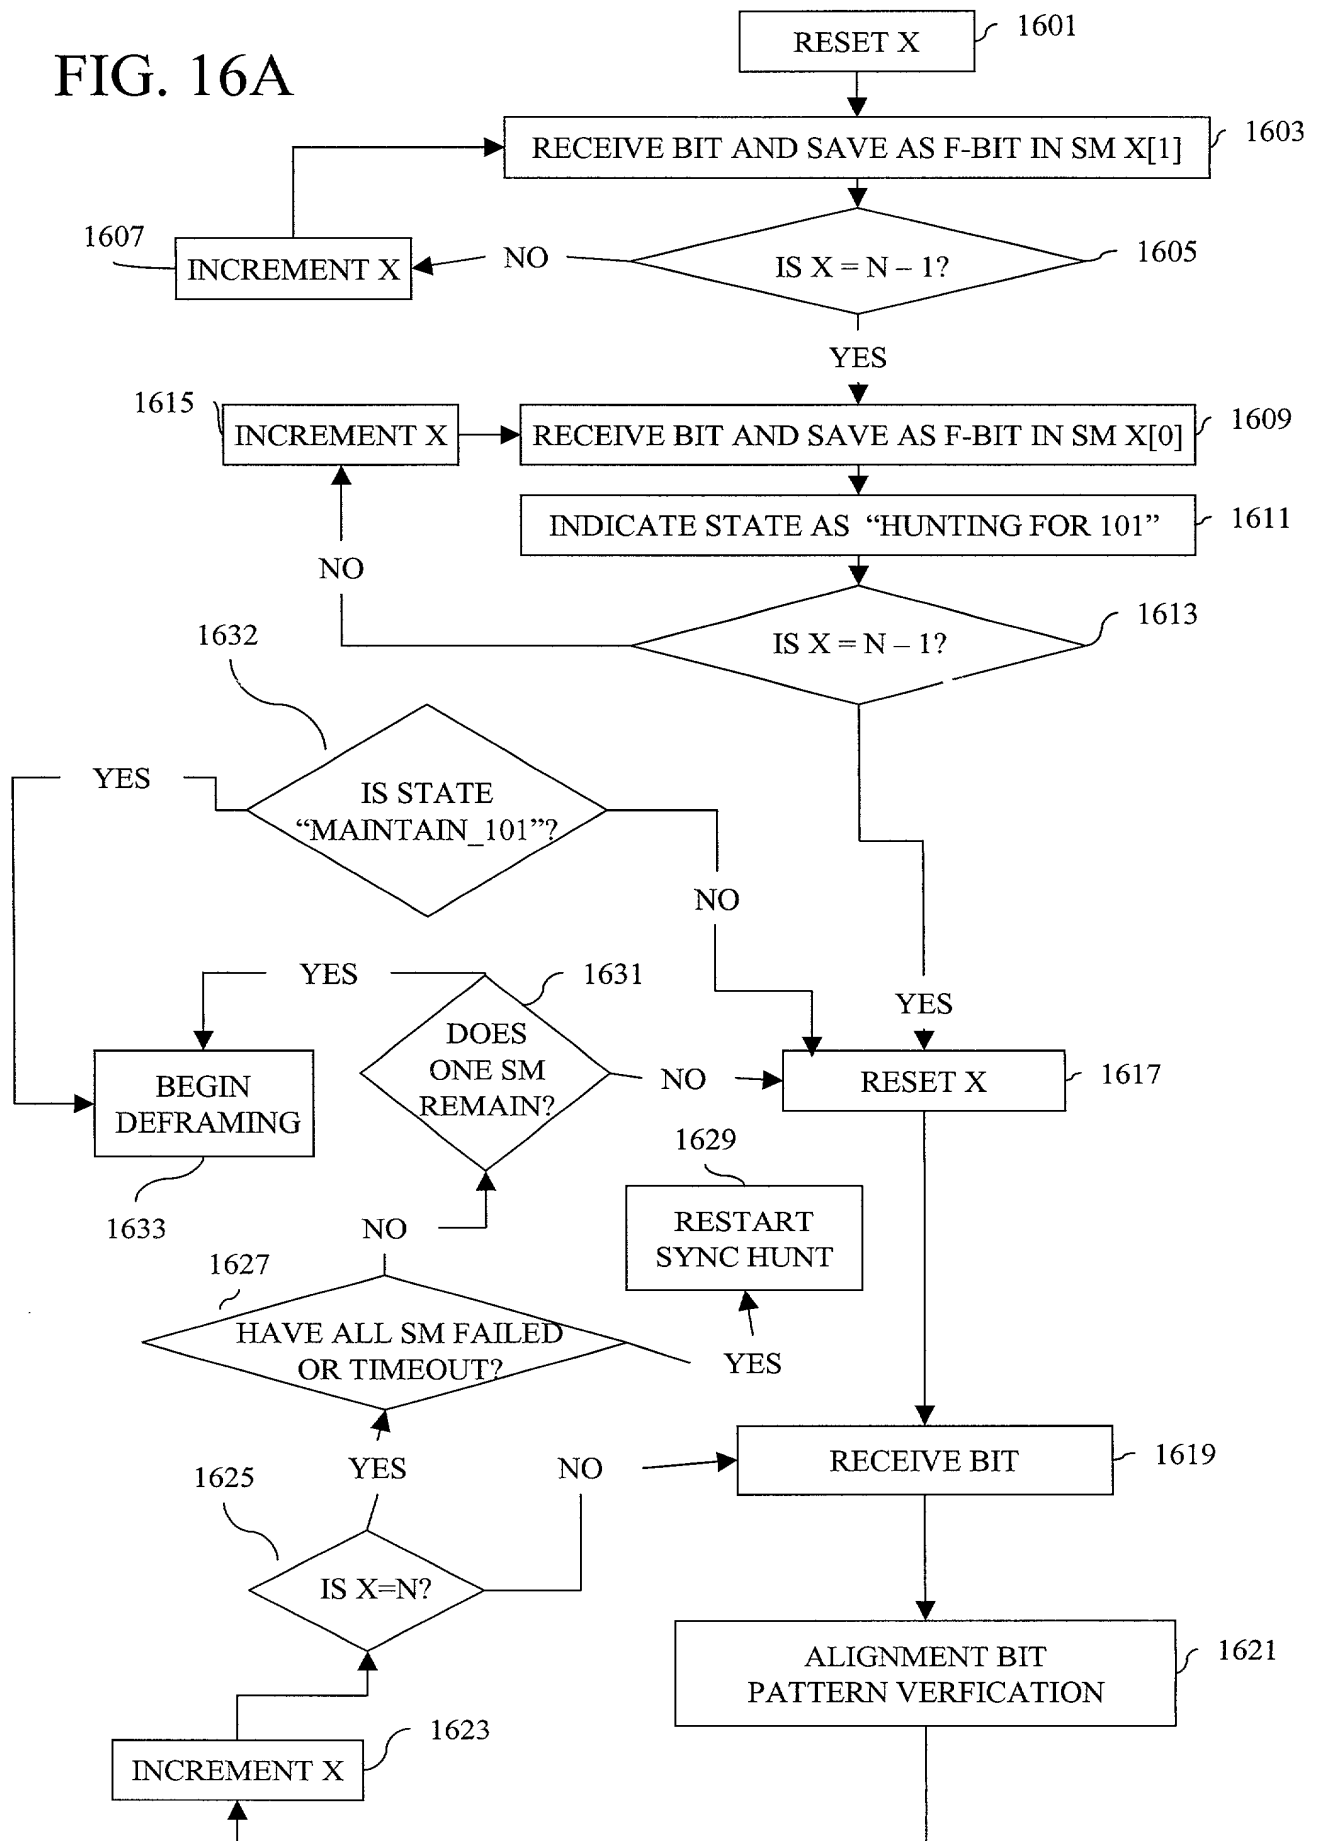 FIG. 16A
RESET X
1601
RECEIVE BIT AND SAVE AS F-BIT IN SM X[1]
1603
1607
INCREMENT X
NO
IS X = N – 1?
1605
YES
1615
INCREMENT X
RECEIVE BIT AND SAVE AS F-BIT IN SM X[0]
1609
INDICATE STATE AS “HUNTING FOR 101”
1611
NO
IS X = N – 1?
1613
1632
YES
IS STATE
“MAINTAIN_101”?
NO
YES
1631
YES
DOES
ONE SM
REMAIN?
NO
RESET X
1617
BEGIN
DEFRAMING
1633
1629
RESTART
SYNC HUNT
NO
1627
HAVE ALL SM FAILED
OR TIMEOUT?
YES
YES
NO
RECEIVE BIT
1619
1625
IS X=N?
ALIGNMENT BIT
PATTERN VERFICATION
1621
1623
INCREMENT X